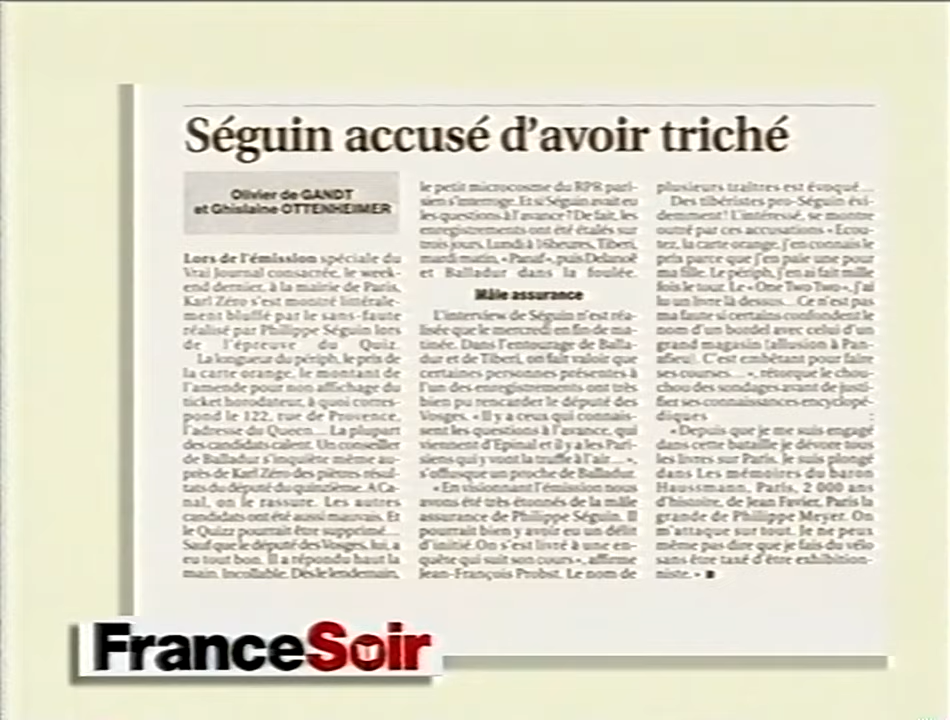 Séguin accusé d'avoir triché
Olivier de GANDT
et Ghislaine OTTENHEIMER
Lors de l'émission spéciale du
Vrai Journal consacrée, le week-
end dernier, à la mairie de Paris,
Karl Zéro s'est montré littérale-
ment bluffé par le sans-faute
réalisé par Philippe Séguin lors
de l'épreuve du Quiz.
La longueur du périph, le prix de
la carte orange, le montant de
l'amende pour non affichage du
ticket horodateur, à quoi corres-
pond le 122, rue de Provence,
l'adresse du Queen... La plupart
des candidats calent. Un conseiller
de Balladur s'inquiète même au-
près de Karl Zéro des piètres résul-
tats du député du quinzième. A Ca-
nal, on le rassure. Les autres
candidats ont été aussi mauvais. Et
le Quizz pourrait être supprimé...
Sauf que le député des Vosges, lui, a
eu tout bon. Il a répondu haut la
main. Incollable. Dès le lendemain,
le petit microcosme du RPR pari-
sien s'interroge. Et si Séguin avait eu
les questions à l'avance ? De fait, les
enregistrements ont été étalés sur
trois jours. Lundi à 16 heures, Tiberi,
mardi matin, « Panaf », puis Delanoë
et Balladur dans la foulée.
Mâle assurance
L'interview de Séguin n'est réa-
lisée que le mercredi en fin de ma-
tinée. Dans l'entourage de Balla-
dur et de Tiberi, on fait valoir que
certaines personnes présentes à
l'un des enregistrements ont très
bien pu rencarder le député des
Vosges. « Il y a ceux qui connais-
sent les questions à l'avance, qui
viennent d'Epinal et il y a les Pari-
siens qui y vont la truffe à l'air... »,
s'offusque un proche de Balladur.
« En visionnant l'émission nous
avons été très étonnés de la mâle
assurance de Philippe Séguin. Il
pourrait bien y avoir eu un délit
d'initié. On s'est livré à une en-
quête qui suit son cours », affirme
Jean-François Probst. Le nom de
plusieurs traîtres est évoqué...
Des tibéristes pro-Séguin évi-
demment ! L'intéressé, se montre
outré par ces accusations « Ecou-
tez, la carte orange, j'en connais le
prix parce que j'en paie une pour
ma fille. Le périph, j'en ai fait mille
fois le tour. Le « One Two Two », j'ai
lu un livre là dessus... Ce n'est pas
ma faute si certains confondent le
nom d'un bordel avec celui d'un
grand magasin (allusion à Pan-
afieu). C'est embêtant pour faire
ses courses... », rétorque le chou-
chou des sondages avant de justi-
fier ses connaissances encyclopé-
diques :
« Depuis que je me suis engagé
dans cette bataille je dévore tous
les livres sur Paris. Je suis plongé
dans Les mémoires du baron
Haussmann, Paris, 2 000 ans
d'histoire, de Jean Favier, Paris la
grande de Philippe Meyer. On
m'attaque sur tout. Je ne peux
même pas dire que je fais du vélo
sans être taxé d'être exhibition-
niste. »
FranceSoir